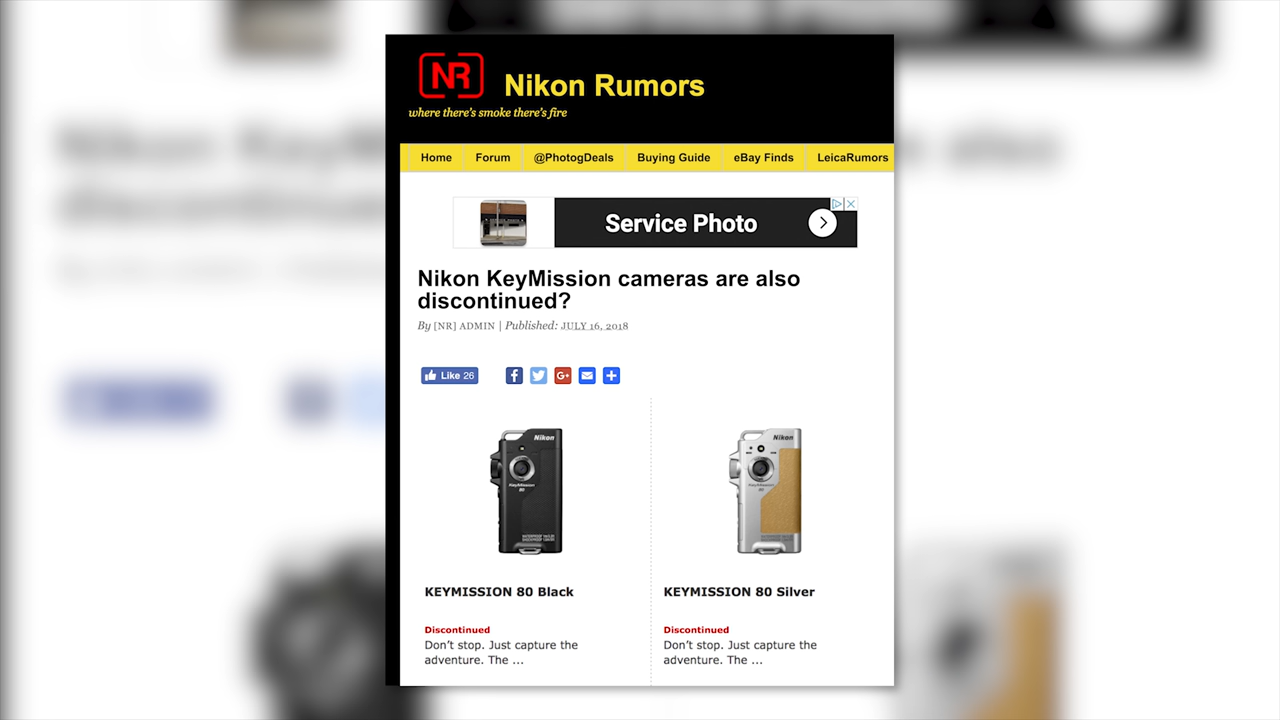 NR Nikon Rumors
where there's smoke there's fire
Home Forum @PhotogDeals Buying Guide eBay Finds LeicaRumors
Service Photo
Nikon KeyMission cameras are also
discontinued?
By [NR] ADMIN | Published: JULY 16, 2018
Like 26
Nikon
KeyMission
80
Nikon
KeyMission
80
KEYMISSION 80 Black
KEYMISSION 80 Silver
Discontinued
Don't stop. Just capture the
adventure. The ...
Discontinued
Don't stop. Just capture the
adventure. The ...